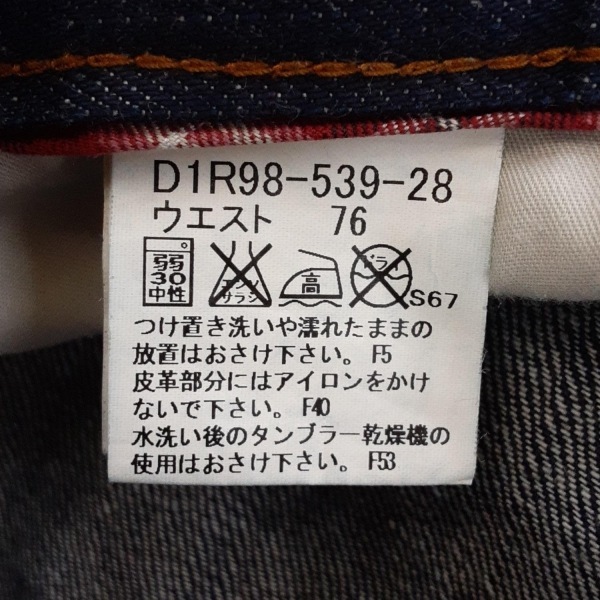 D1R98-539-28
ウエスト 76
弱
30
中性
エンソ
サラシ
高
ドライ
S67
つけ置き洗いや濡れたままの
放置はおさけ下さい。F5
皮革部分にはアイロンをかけ
ないで下さい。F40
水洗い後のタンブラー乾燥機の
使用はおさけ下さい。F53